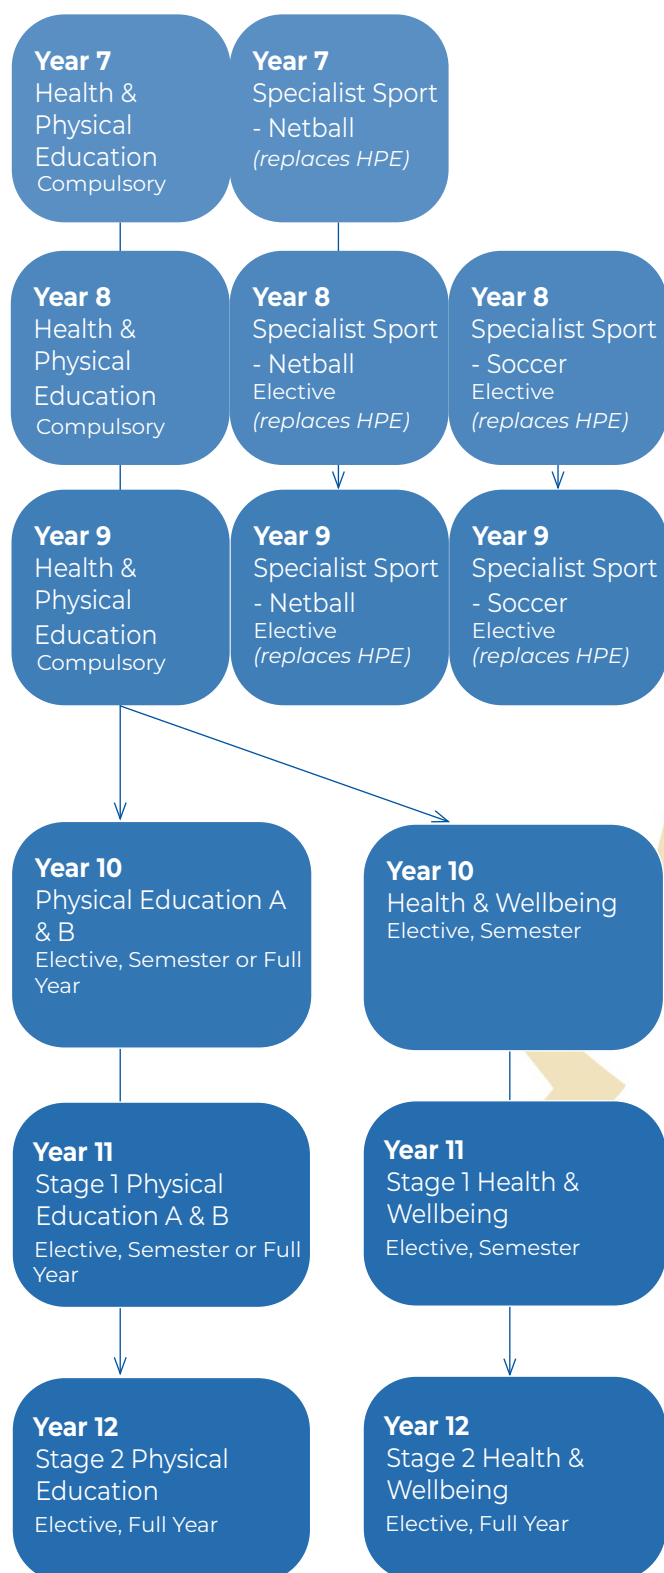 Year 7
Health &
Physical
Education
Compulsory
Year 7
Specialist Sport
- Netball
(replaces HPE)
Year 8
Health &
Physical
Education
Compulsory
Year 8
Specialist Sport
- Netball
Elective
(replaces HPE)
Year 8
Specialist Sport
- Soccer
Elective
(replaces HPE)
Year 9
Health &
Physical
Education
Compulsory
Year 9
Specialist Sport
- Netball
Elective
(replaces HPE)
Year 9
Specialist Sport
- Soccer
Elective
(replaces HPE)
Year 10
Physical Education A
& B
Elective, Semester or Full
Year
Year 10
Health & Wellbeing
Elective, Semester
Year 11
Stage 1 Physical
Education A & B
Elective, Semester or Full
Year
Year 11
Stage 1 Health &
Wellbeing
Elective, Semester
Year 12
Stage 2 Physical
Education
Elective, Full Year
Year 12
Stage 2 Health &
Wellbeing
Elective, Full Year